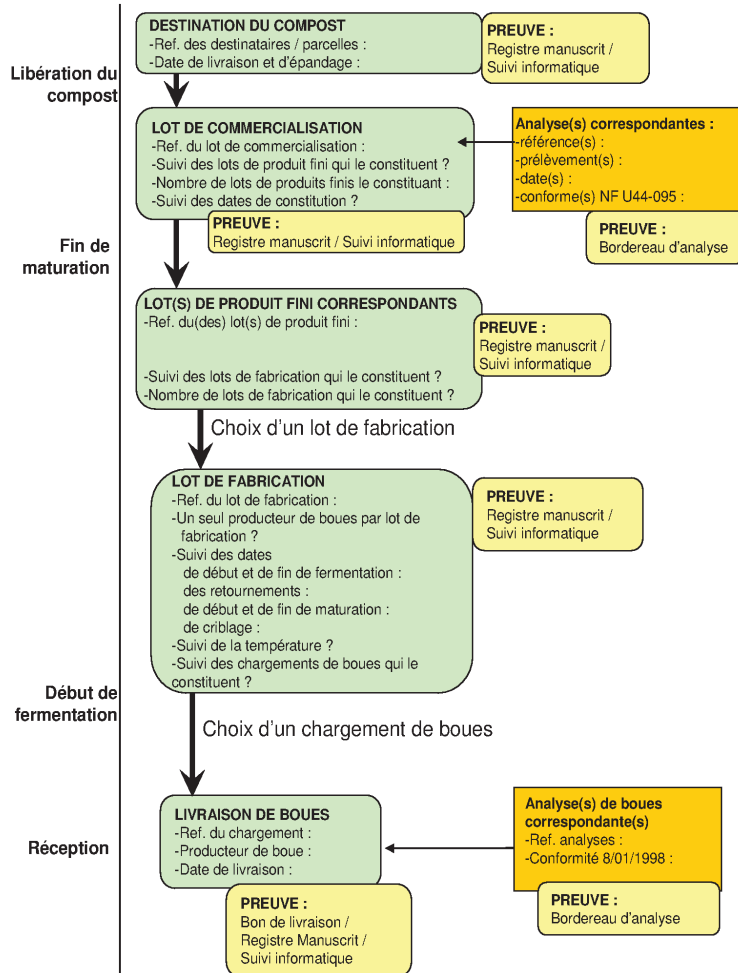 DESTINATION DU COMPOST
-Ref. des destinataires / parcelles :
-Date de livraison et d'épandage :
PREUVE :
Registre manuscrit /
Suivi informatique
Libération du
compost
LOT DE COMMERCIALISATION
-Ref. du lot de commercialisation :
-Suivi des lots de produit fini qui le constituent ?
-Nombre de lots de produits finis le constituant :
-Suivi des dates de constitution ?
Analyse(s) correspondantes :
-référence(s) :
-prélèvement(s) :
-date(s) :
-conforme(s) NF U44-095 :
PREUVE :
Registre manuscrit / Suivi informatique
PREUVE :
Bordereau d'analyse
Fin de
maturation
LOT(S) DE PRODUIT FINI CORRESPONDANTS
-Ref. du(des) lot(s) de produit fini :
-Suivi des lots de fabrication qui le constituent ?
-Nombre de lots de fabrication qui le constituent ?
PREUVE :
Registre manuscrit /
Suivi informatique
Choix d'un lot de fabrication
LOT DE FABRICATION
-Ref. du lot de fabrication :
-Un seul producteur de boues par lot de
fabrication ?
-Suivi des dates
de début et de fin de fermentation :
des retournements :
de début et de fin de maturation :
de criblage :
-Suivi de la température ?
-Suivi des chargements de boues qui le
constituent ?
PREUVE :
Registre manuscrit /
Suivi informatique
Début de
fermentation
Choix d'un chargement de boues
Réception
LIVRAISON DE BOUES
-Ref. du chargement :
-Producteur de boue :
-Date de livraison :
Analyse(s) de boues
correspondante(s)
-Ref. analyses :
-Conformité 8/01/1998 :
PREUVE :
Bon de livraison /
Registre Manuscrit /
Suivi informatique
PREUVE :
Bordereau d'analyse